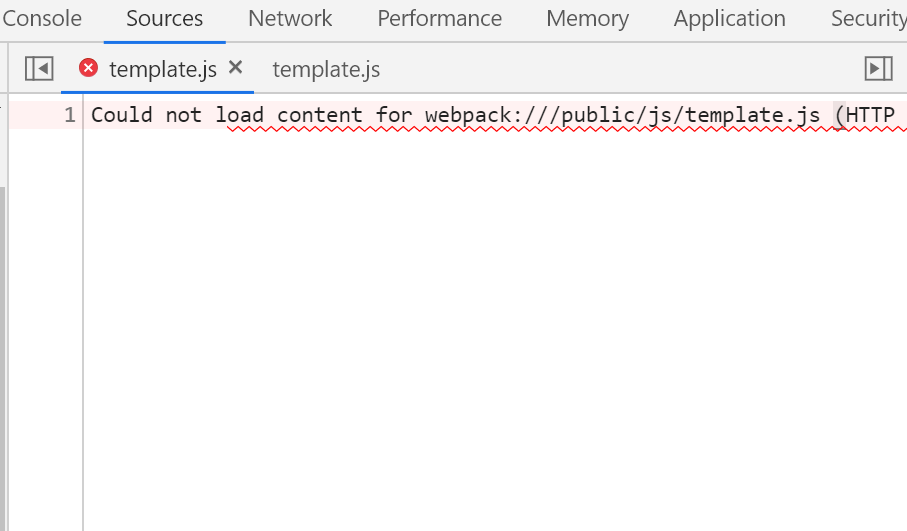 Console Sources Network Performance Memory Application Security
template.js template.js
1 Could not load content for webpack:///public/js/template.js (HTTP